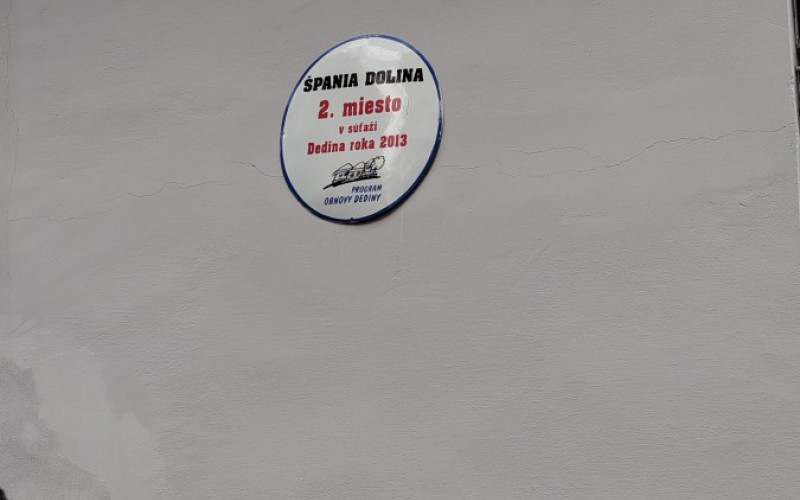 ŠPANIA DOLINA
2. miesto
v súťaži
Dedina roka 2013
PROGRAM
OBNOVY DEDINY